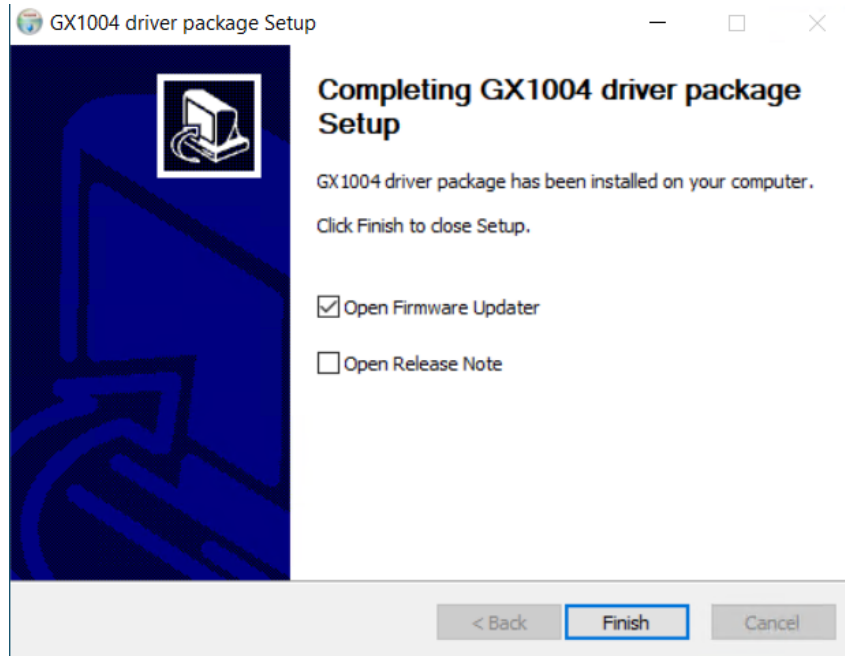 GX1004 driver package Setup
Completing GX1004 driver package
Setup
GX1004 driver package has been installed on your computer.
Click Finish to close Setup.
Open Firmware Updater
Open Release Note
< Back
Finish
Cancel